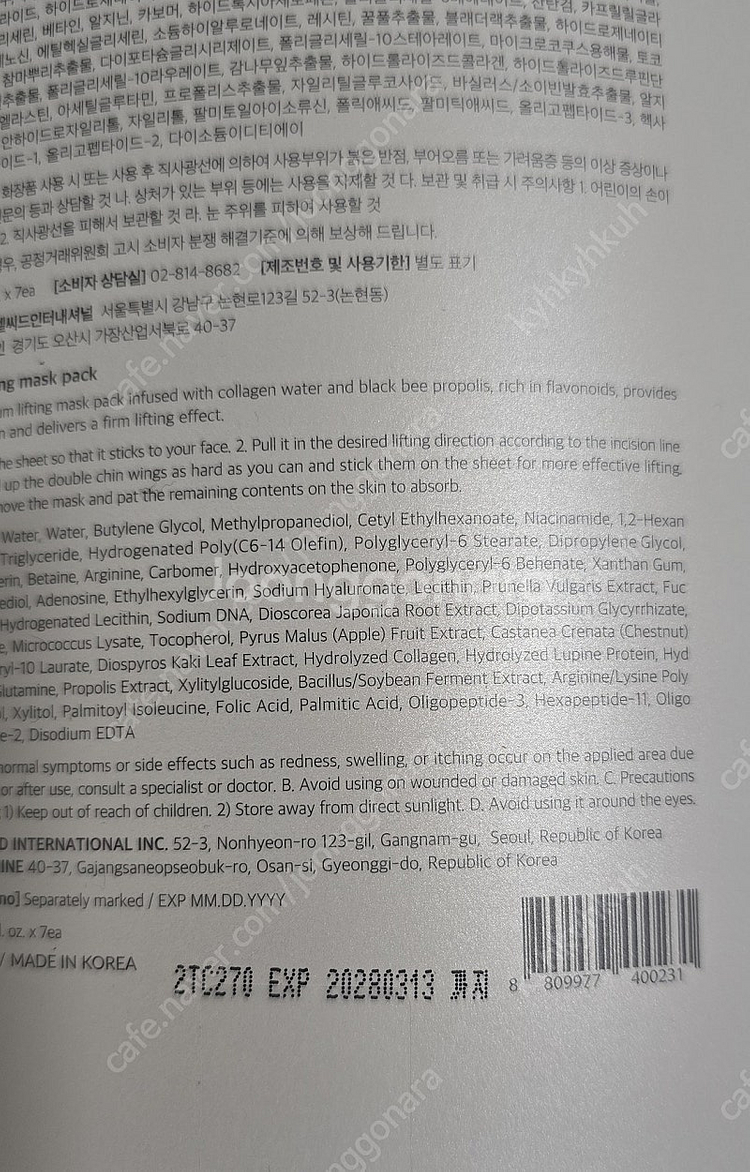 라이드, 하이드로제
리세린, 베타인, 알지닌, 카보머, 하이드록시아세토페논, 잔탄검, 카프릴릴글라
노신, 에틸헥실글리세린, 소듐하이알루로네이트, 레시틴, 꿀풀추출물, 블래더랙추출물, 하이드로제네이티
참마뿌리추출물, 다이포타슘글리시리제이트, 폴리글리세릴-10스테아레이트, 마이크로코쿠스용해물, 토코
추출물, 폴리글리세릴-10라우레이트, 감나무잎추출물, 하이드롤라이즈드콜라겐, 하이드롤라이즈드루핀단
엘라스틴, 아세틸글루타민, 프로폴리스추출물, 자일리틸글루코사이드, 바실러스/소이빈발효추출물, 알지
안하이드로자일리톨, 자일리톨, 팔미토일아이소류신, 폴릭애씨드, 팔미틱애씨드, 올리고펩타이드-3, 헥사
이드-1, 올리고펩타이드-2, 다이소듐이디티에이
화장품 사용 시 또는 사용 후 직사광선에 의하여 사용부위가 붉은 반점, 부어오름 또는 가려움증 등의 이상 증상이나
문의 등과 상담할 것 나. 상처가 있는 부위 등에는 사용을 자제할 것 다. 보관 및 취급 시 주의사항 1. 어린이의 손이
2. 직사광선을 피해서 보관할 것 라. 눈 주위를 피하여 사용할 것
우, 공정거래위원회 고시 소비자 분쟁 해결기준에 의해 보상해 드립니다.
x 7ea [소비자 상담실] 02-814-8682 [제조번호 및 사용기한] 별도 표기
엘씨드인터내셔널 서울특별시 강남구 논현로123길 52-3(논현동)
인 경기도 오산시 가장산업서북로 40-37
ng mask pack
um lifting mask pack infused with collagen water and black bee propolis, rich in flavonoids, provides
n and delivers a firm lifting effect.
he sheet so that it sticks to your face. 2. Pull it in the desired lifting direction according to the incision line
up the double chin wings as hard as you can and stick them on the sheet for more effective lifting.
nove the mask and pat the remaining contents on the skin to absorb.
Water, Water, Butylene Glycol, Methylpropanediol, Cetyl Ethylhexanoate, Niacinamide, 1,2-Hexan
Triglyceride, Hydrogenated Poly(C6-14 Olefin), Polyglyceryl-6 Stearate, Dipropylene Glycol,
erin, Betaine, Arginine, Carbomer, Hydroxyacetophenone, Polyglyceryl-6 Behenate, Xanthan Gum,
ediol, Adenosine, Ethylhexylglycerin, Sodium Hyaluronate, Lecithin, Prunella Vulgaris Extract, Fuc
Hydrogenated Lecithin, Sodium DNA, Dioscorea Japonica Root Extract, Dipotassium Glycyrrhizate,
e, Micrococcus Lysate, Tocopherol, Pyrus Malus (Apple) Fruit Extract, Castanea Crenata (Chestnut)
ryl-10 Laurate, Diospyros Kaki Leaf Extract, Hydrolyzed Collagen, Hydrolyzed Lupine Protein, Hyd
Glutamine, Propolis Extract, Xylitylglucoside, Bacillus/Soybean Ferment Extract, Arginine/Lysine Poly
l, Xylitol, Palmitoyl Isoleucine, Folic Acid, Palmitic Acid, Oligopeptide-3, Hexapeptide-11, Oligo
e-2, Disodium EDTA
normal symptoms or side effects such as redness, swelling, or itching occur on the applied area due
or after use, consult a specialist or doctor. B. Avoid using on wounded or damaged skin. C. Precautions
1) Keep out of reach of children. 2) Store away from direct sunlight. D. Avoid using it around the eyes.
D INTERNATIONAL INC. 52-3, Nonhyeon-ro 123-gil, Gangnam-gu, Seoul, Republic of Korea
INE 40-37, Gajangsaneopseobuk-ro, Osan-si, Gyeonggi-do, Republic of Korea
no] Separately marked / EXP MM.DD.YYYY
l. oz. x 7ea
/ MADE IN KOREA
2TC270 EXP 20280313 까지
8 809927 400231